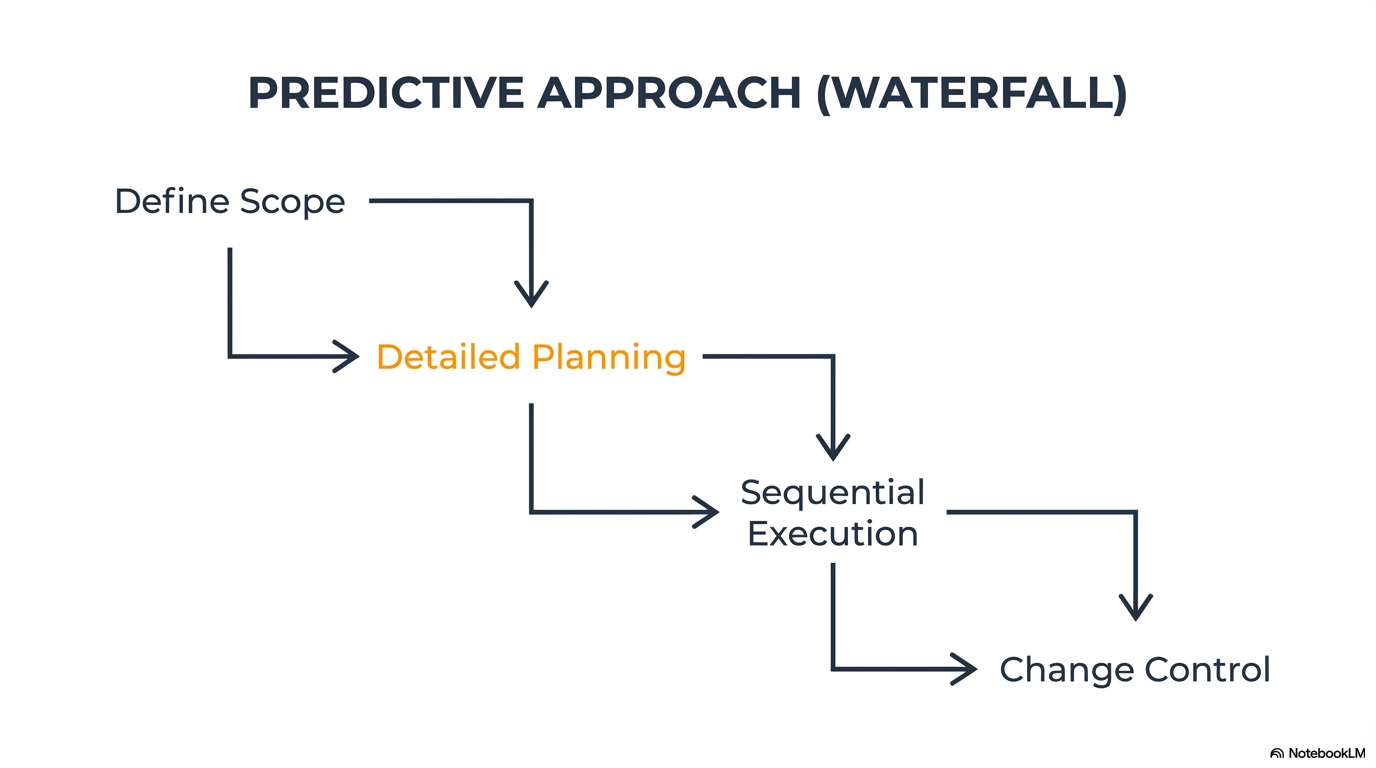 PREDICTIVE APPROACH (WATERFALL)
Define Scope
Detailed Planning
Sequential
Execution
Change Control
NotebookLM